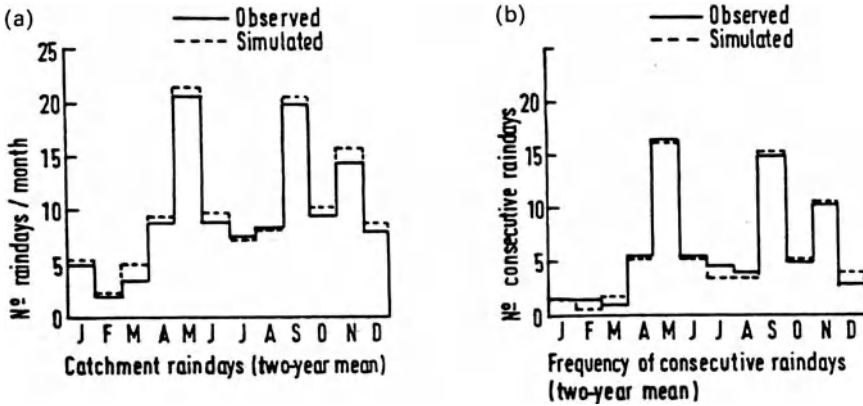 (a)
Observed
Simulated
Nº raindays / month
25
20
15
10
5
0
J F M A M J J A S O N D
Catchment raindays (two-year mean)
(b)
Observed
Simulated
Nº consecutive raindays
20
15
10
5
0
J F M A M J J A S O N D
Frequency of consecutive raindays
(two-year mean)